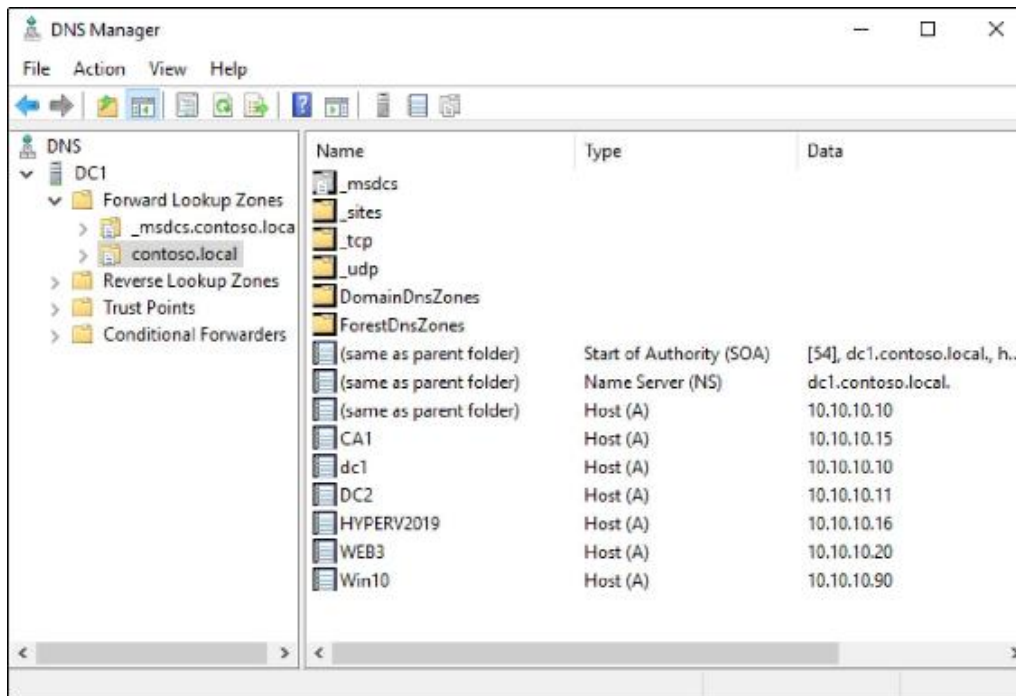 DNS Manager
File Action View Help
DNS
DC1
Forward Lookup Zones
_msdcs.contoso.loca
contoso.local
Reverse Lookup Zones
Trust Points
Conditional Forwarders
Name Type Data
_msdcs
_sites
_tcp
_udp
DomainDnsZones
ForestDnsZones
(same as parent folder) Start of Authority (SOA) [54], dc1.contoso.local., h...
(same as parent folder) Name Server (NS) dc1.contoso.local.
(same as parent folder) Host (A) 10.10.10.10
CA1 Host (A) 10.10.10.15
dc1 Host (A) 10.10.10.10
DC2 Host (A) 10.10.10.11
HYPERV2019 Host (A) 10.10.10.16
WEB3 Host (A) 10.10.10.20
Win10 Host (A) 10.10.10.90